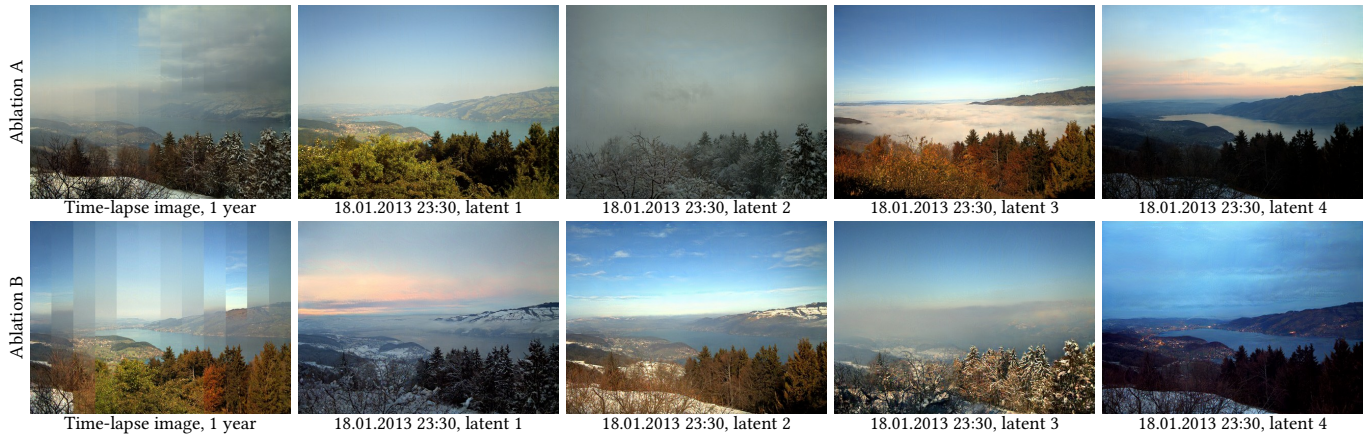 Ablation A
Time-lapse image, 1 year
18.01.2013 23:30, latent 1
18.01.2013 23:30, latent 2
18.01.2013 23:30, latent 3
18.01.2013 23:30, latent 4
Ablation B
Time-lapse image, 1 year
18.01.2013 23:30, latent 1
18.01.2013 23:30, latent 2
18.01.2013 23:30, latent 3
18.01.2013 23:30, latent 4